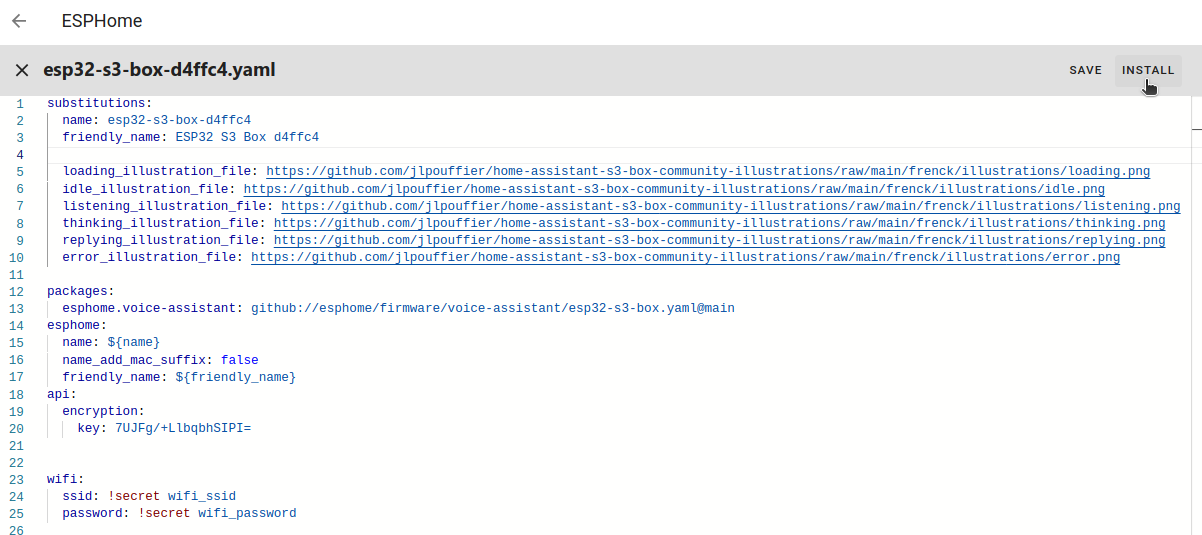 ESPHome
esp32-s3-box-d4ffc4.yaml SAVE INSTALL
1 substitutions:
2 name: esp32-s3-box-d4ffc4
3 friendly_name: ESP32 S3 Box d4ffc4
4
5 loading_illustration_file: https://github.com/jlpouffier/home-assistant-s3-box-community-illustrations/raw/main/frenck/illustrations/loading.png
6 idle_illustration_file: https://github.com/jlpouffier/home-assistant-s3-box-community-illustrations/raw/main/frenck/illustrations/idle.png
7 listening_illustration_file: https://github.com/jlpouffier/home-assistant-s3-box-community-illustrations/raw/main/frenck/illustrations/listening.png
8 thinking_illustration_file: https://github.com/jlpouffier/home-assistant-s3-box-community-illustrations/raw/main/frenck/illustrations/thinking.png
9 replying_illustration_file: https://github.com/jlpouffier/home-assistant-s3-box-community-illustrations/raw/main/frenck/illustrations/replying.png
10 error_illustration_file: https://github.com/jlpouffier/home-assistant-s3-box-community-illustrations/raw/main/frenck/illustrations/error.png
11
12 packages:
13 esphome.voice-assistant: github://esphome/firmware/voice-assistant/esp32-s3-box.yaml@main
14 esphome:
15 name: ${name}
16 name_add_mac_suffix: false
17 friendly_name: ${friendly_name}
18 api:
19 encryption:
20 key: 7UJFg/+LlbqbhSIPI=
21
22
23 wifi:
24 ssid: !secret wifi_ssid
25 password: !secret wifi_password
26